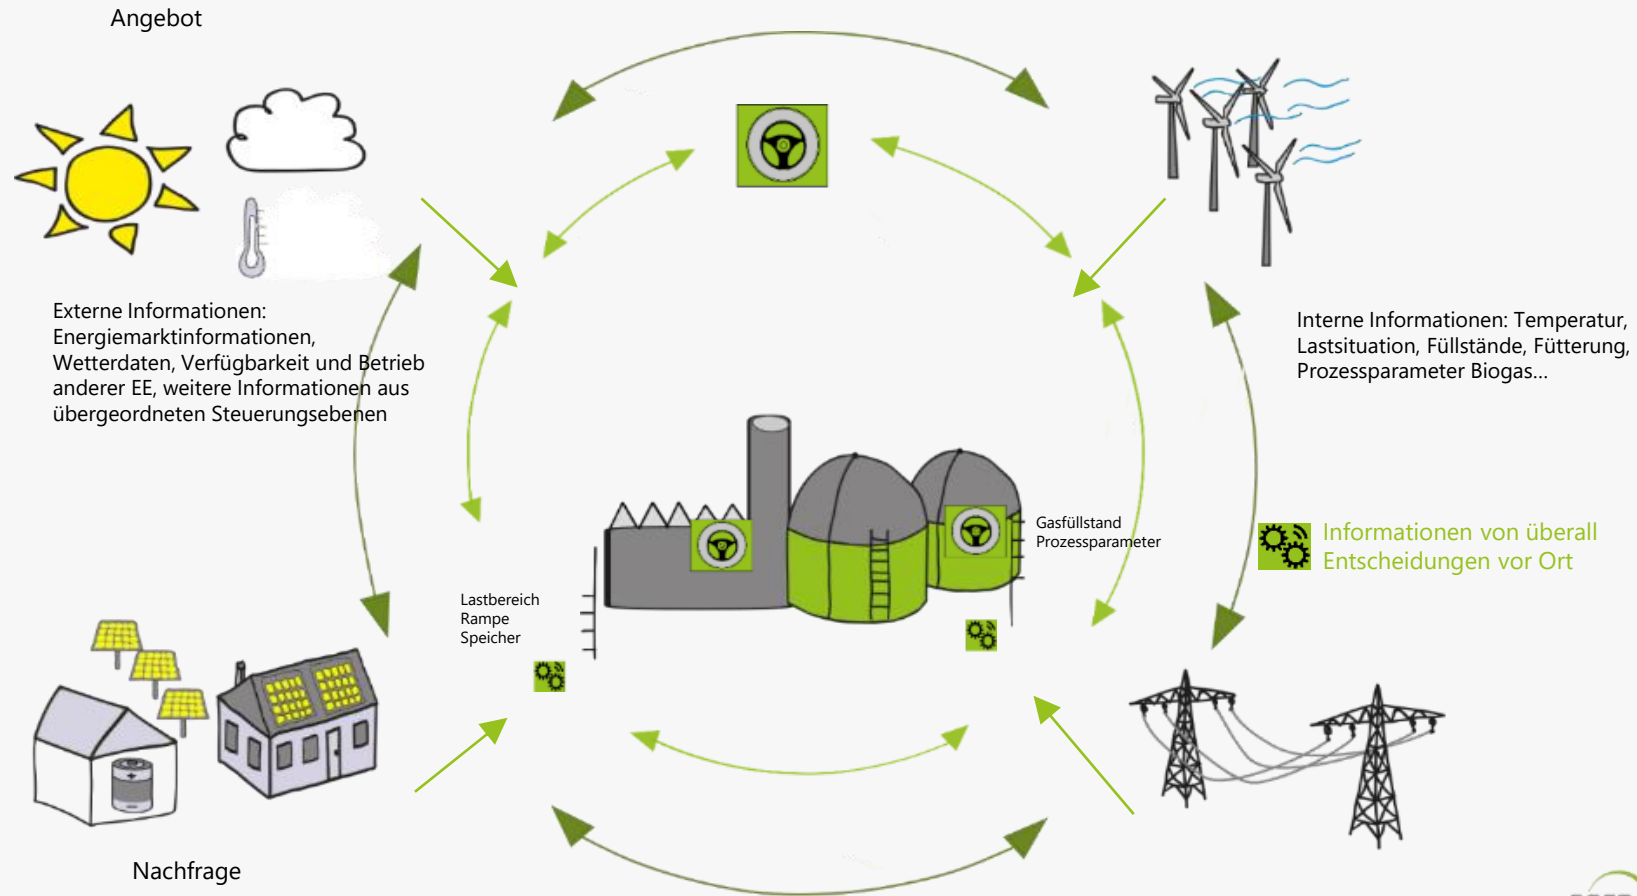 Angebot
Externe Informationen:
Energiemarktinformationen,
Wetterdaten, Verfügbarkeit und Betrieb
anderer EE, weitere Informationen aus
übergeordneten Steuerungsebenen
Interne Informationen: Temperatur,
Lastsituation, Füllstände, Fütterung,
Prozessparameter Biogas...
Gasfüllstand
Prozessparameter
Informationen von überall
Entscheidungen vor Ort
Lastbereich
Rampe
Speicher
Nachfrage